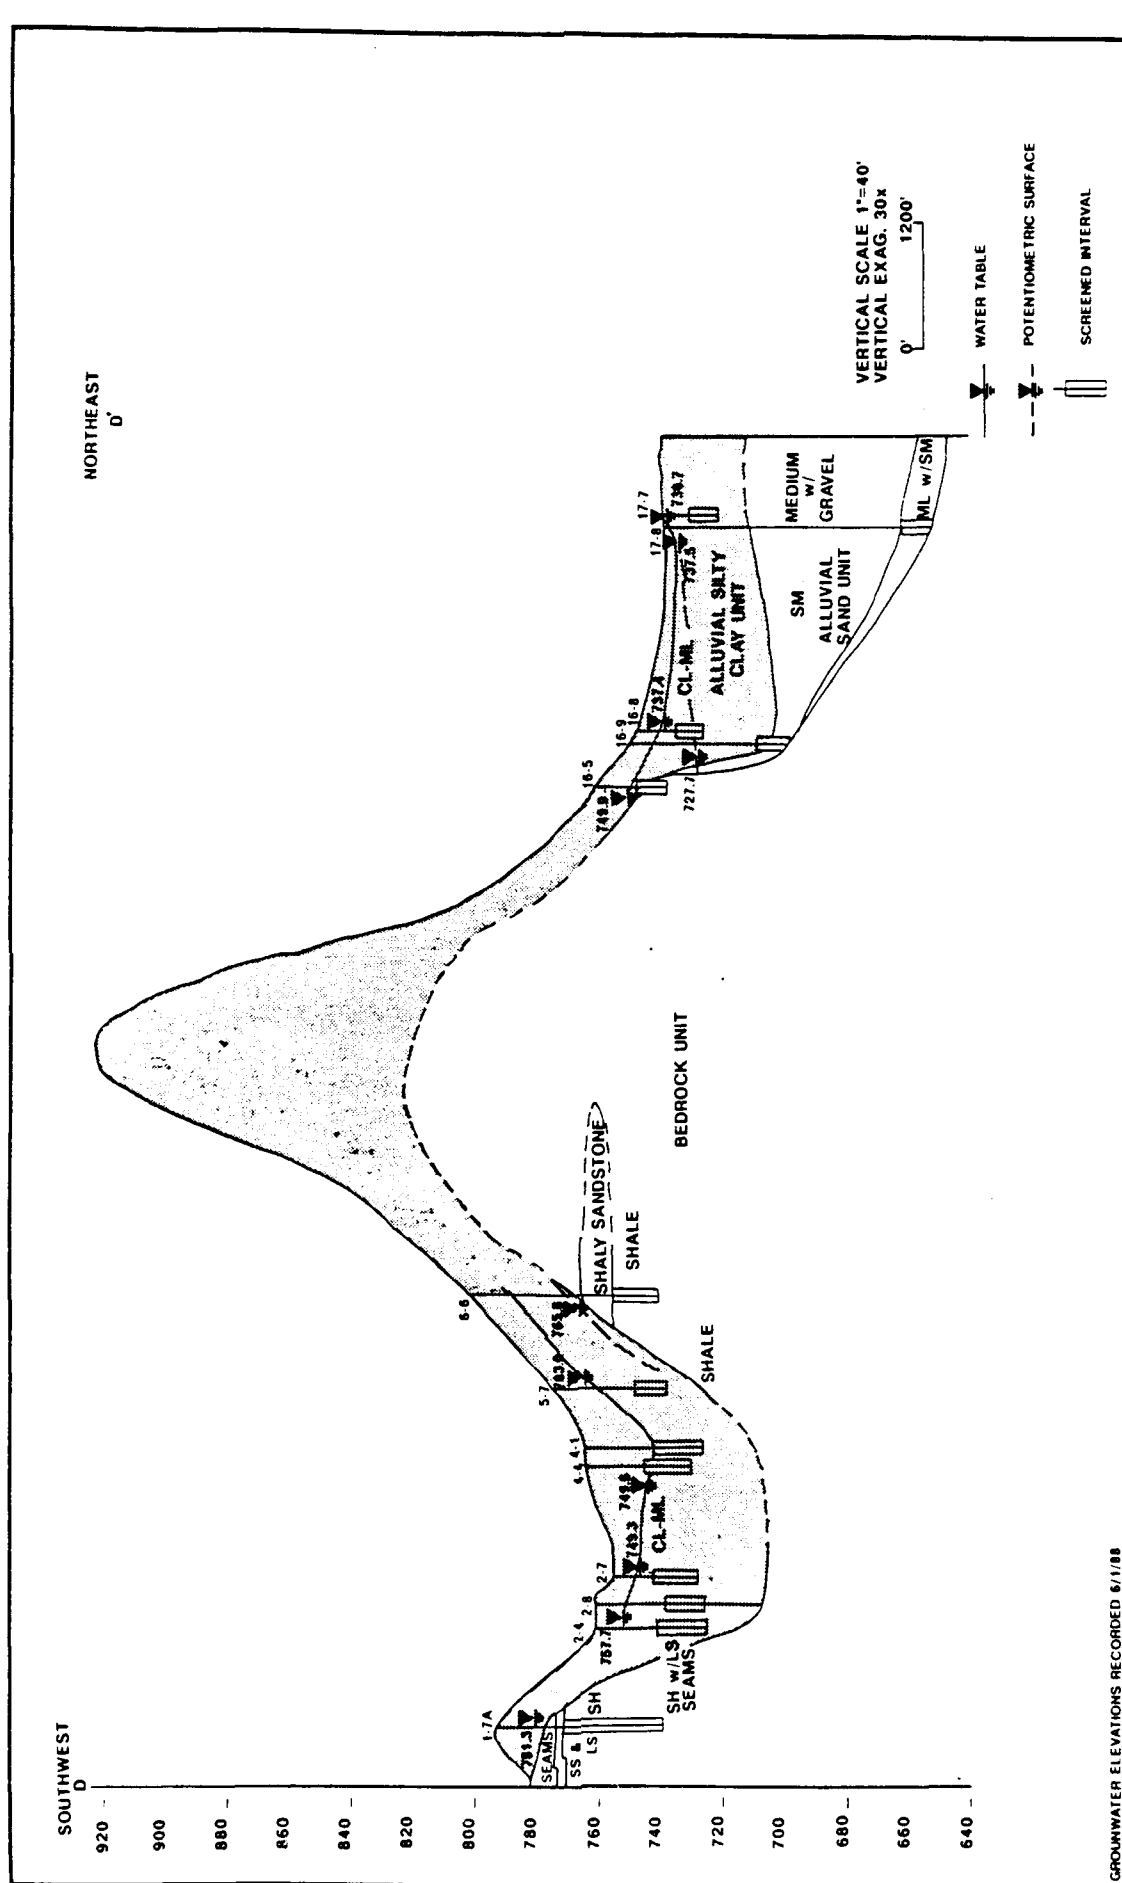 SOUTHWEST
D
NORTHEAST
D'
920
900
880
860
840
820
800
780
760
740
720
700
680
660
640
1-7A
SEAMS
SS &
LS
SH
SH w/LS
SEAMS
2-4
2-8
2-7
749.3
CL-ML
4-4
4-1
5-7
6-6
SHALE
SHALY SANDSTONE
SHALE
BEDROCK UNIT
16-5
16-9
16-8
727.7
737.4
CL-ML
ALLUVIAL SILTY
CLAY UNIT
SM
ALLUVIAL
SAND UNIT
17-8
17-7
737.5
MEDIUM
w/
GRAVEL
ML w/SM
VERTICAL SCALE 1"=40'
VERTICAL EXAG. 30x
0'
1200'
WATER TABLE
POTENTIOMETRIC SURFACE
SCREENED INTERVAL
GROUNWATER ELEVATIONS RECORDED 6/1/88